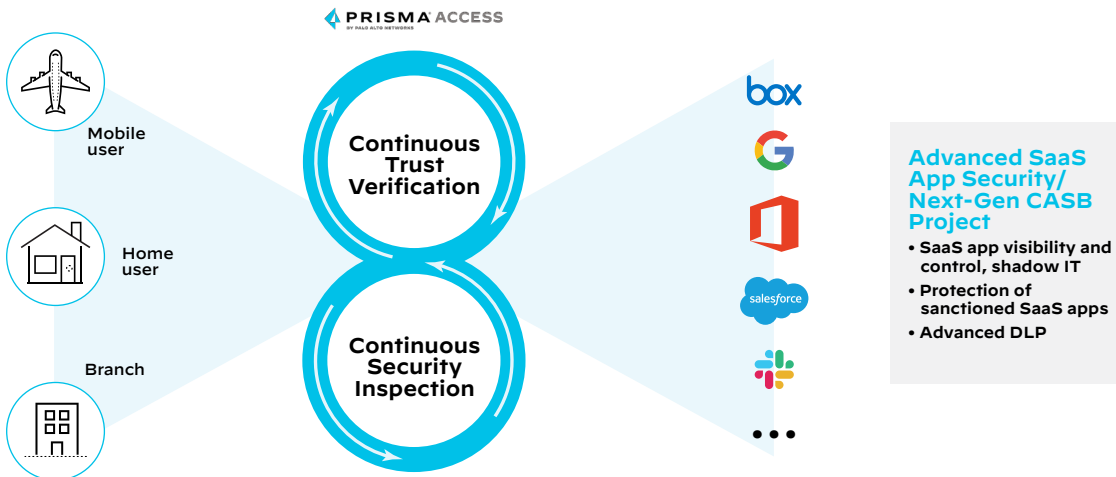 PRISMA ACCESS
BY PALO ALTO NETWORKS
Mobile
user
Home
user
Branch
Continuous
Trust
Verification
Continuous
Security
Inspection
box
G
salesforce
...
Advanced SaaS
App Security/
Next-Gen CASB
Project
• SaaS app visibility and
control, shadow IT
• Protection of
sanctioned SaaS apps
• Advanced DLP